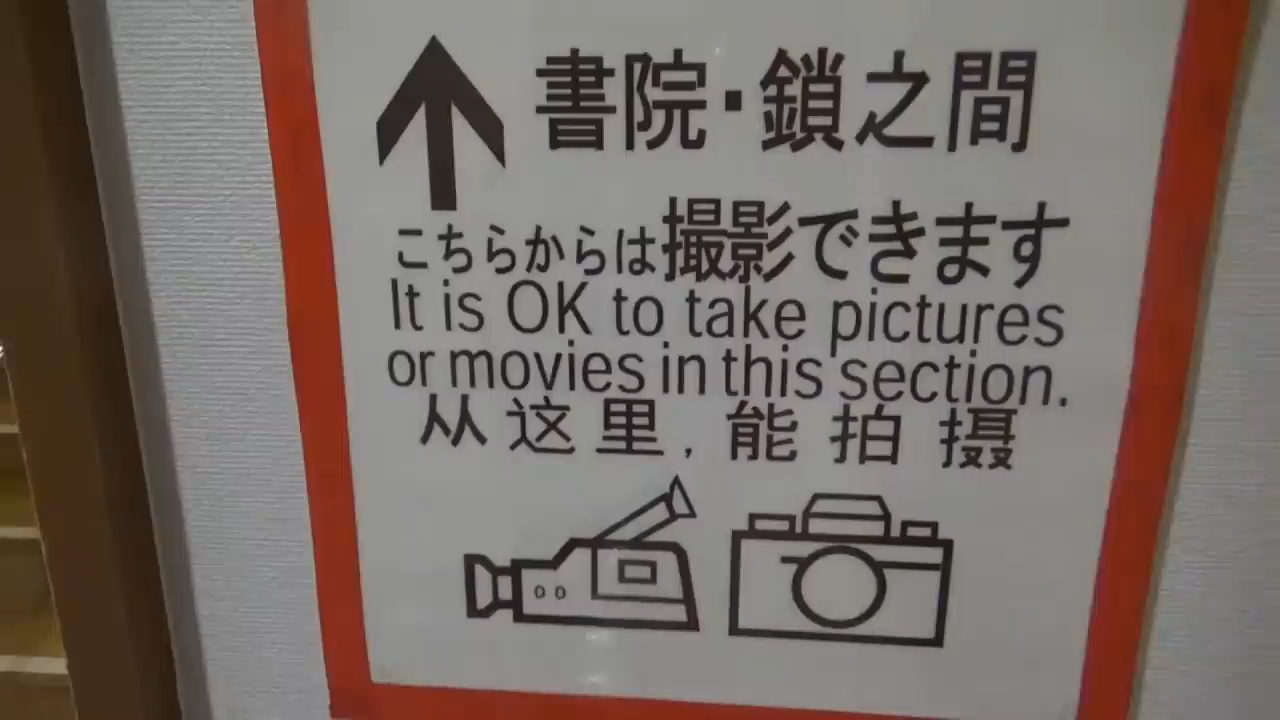 書院・鎖之間
こちらからは撮影できます
It is OK to take pictures
or movies in this section.
从这里,能拍摄